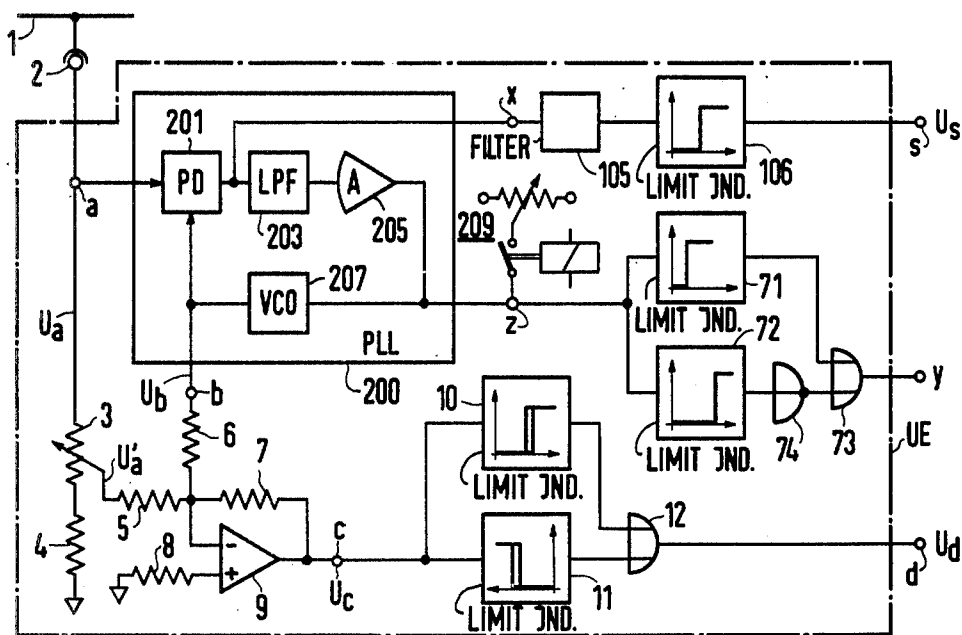 1
2
201
PD
LPF
203
A
205
x
FILTER
105
LIMIT JND.
106
Us
s
a
209
207
VCO
PLL
200
z
LIMIT JND.
71
72
LIMIT JND.
74
73
y
UE
Ua
Ub
b
3
U'a
6
10
LIMIT JND.
7
5
4
8
-
+
9
c
Uc
LIMIT JND.
11
12
Ud
d